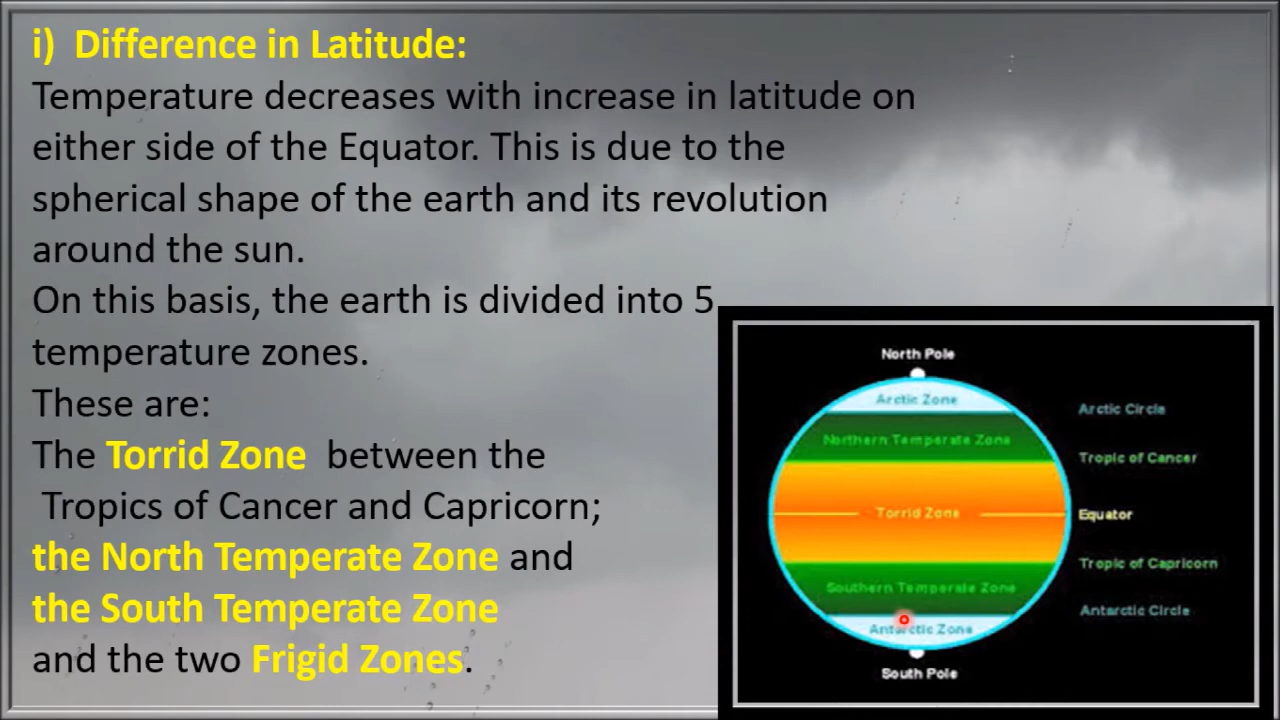 i) Difference in Latitude:
Temperature decreases with increase in latitude on
either side of the Equator. This is due to the
spherical shape of the earth and its revolution
around the sun.
On this basis, the earth is divided into 5
temperature zones.
These are:
The Torrid Zone between the
Tropics of Cancer and Capricorn;
the North Temperate Zone and
the South Temperate Zone
and the two Frigid Zones.
North Pole
Arctic Zone
Arctic Circle
Northern Temperate Zone
Tropic of Cancer
Torrid Zone
Equator
Tropic of Capricorn
Southern Temperate Zone
Antarctic Circle
Antarctic Zone
South Pole